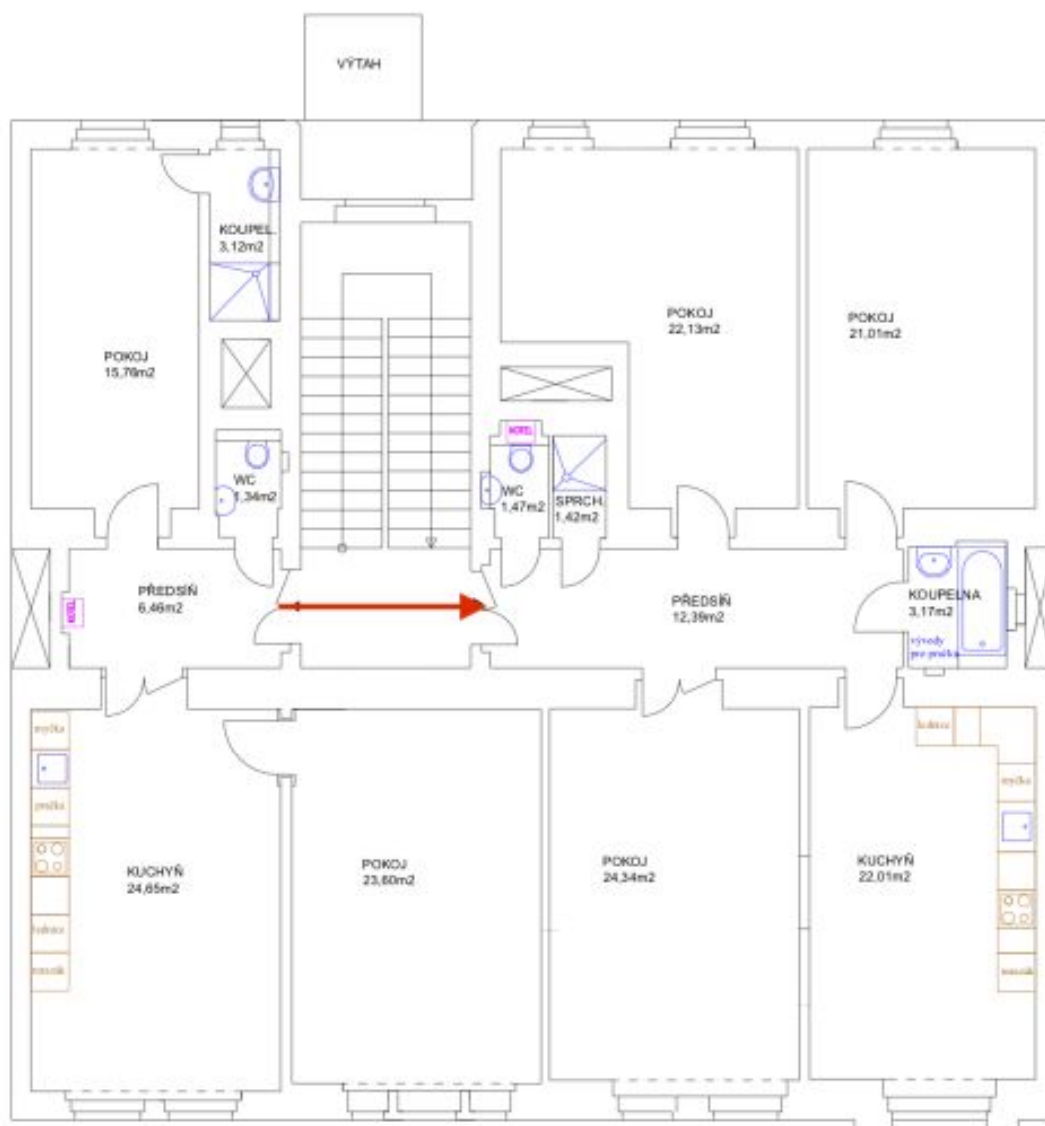 VÝTAH
KOUPEL.
3,12m2
POKOJ
22,13m2
POKOJ
21,01m2
POKOJ
15,76m2
KOTEL
WC
1,34m2
WC
1,47m2
SPRCH.
1,42m2
PŘEDSÍŇ
6,46m2
KOTEL
PŘEDSÍŇ
12,39m2
KOUPELNA
3,17m2
vývody
pro pračku
myčka
lednice
myčka
pračka
KUCHYŇ
24,65m2
POKOJ
23,60m2
POKOJ
24,34m2
KUCHYŇ
22,01m2
lednice